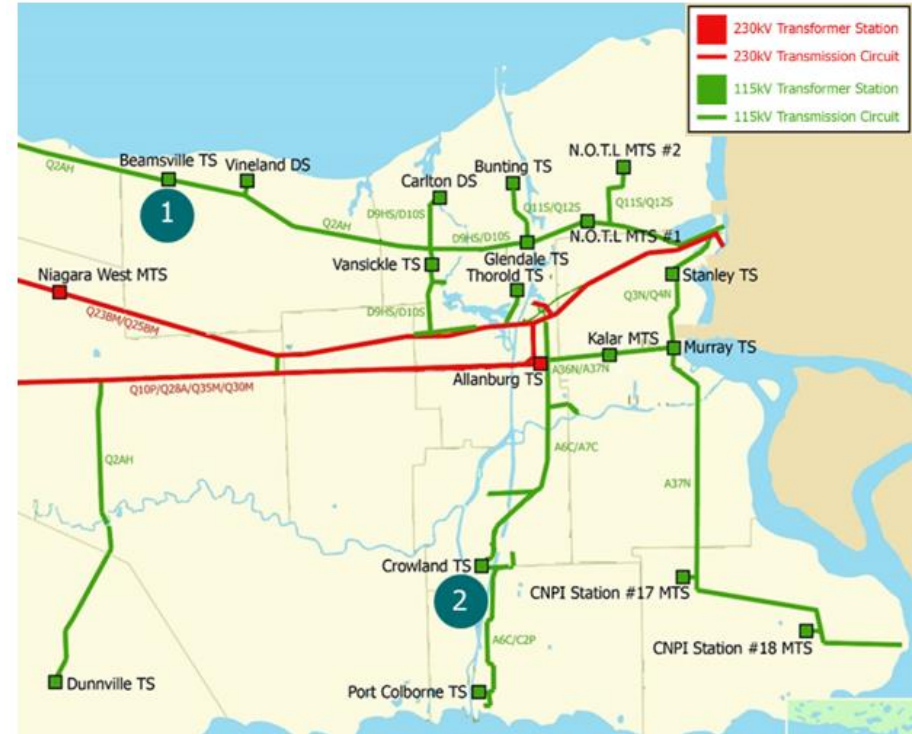 230kV Transformer Station
230kV Transmission Circuit
115kV Transformer Station
115kV Transmission Circuit
Q2AH
Beamsville TS
Vineland DS
1
Carlton DS
Bunting TS
N.O.T.L MTS #2
Q11S/Q12S
Q11S/Q12S
D9HS/D10S
Q2AH
D9HS/D10S
N.O.T.L MTS #1
Glendale TS
Vansickle TS
Thorold TS
Stanley TS
Niagara West MTS
Q3N/Q4N
Q23BM/Q25BM
D9HS/D10S
Kalar MTS
Murray TS
A36N/A37N
Allanburg TS
Q10P/Q28A/Q35M/Q30M
A6C/A7C
Q2AH
A37N
Crowland TS
2
CNPI Station #17 MTS
A6C/C2P
CNPI Station #18 MTS
Dunnville TS
Port Colborne TS